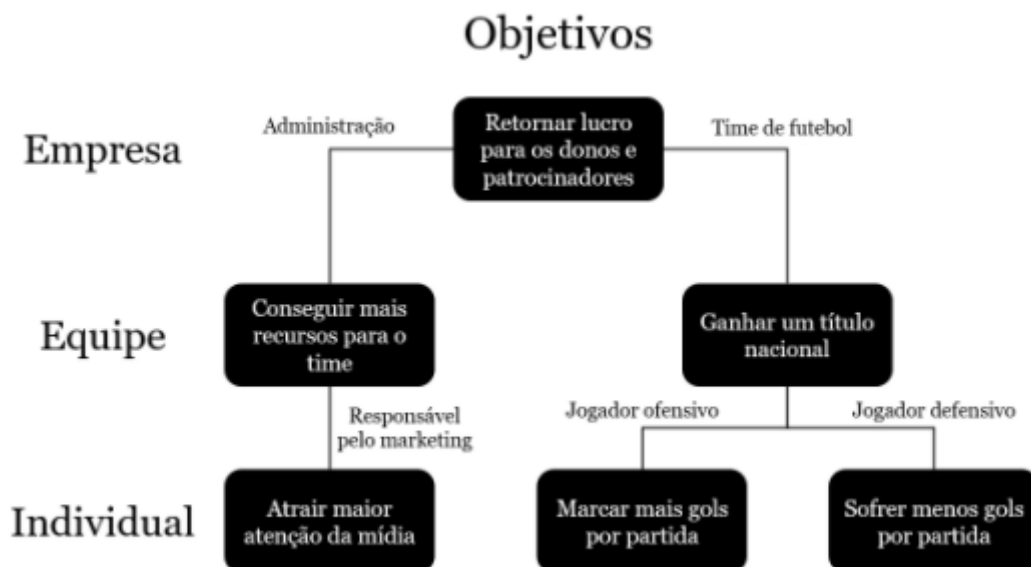 Objetivos
Empresa
Administração
Retornar lucro
para os donos e
patrocinadores
Time de futebol
Equipe
Conseguir mais
recursos para o
time
Ganhar um título
nacional
Responsável
pelo marketing
Jogador ofensivo
Jogador defensivo
Individual
Atrair maior
atenção da mídia
Marcar mais gols
por partida
Sofrer menos gols
por partida